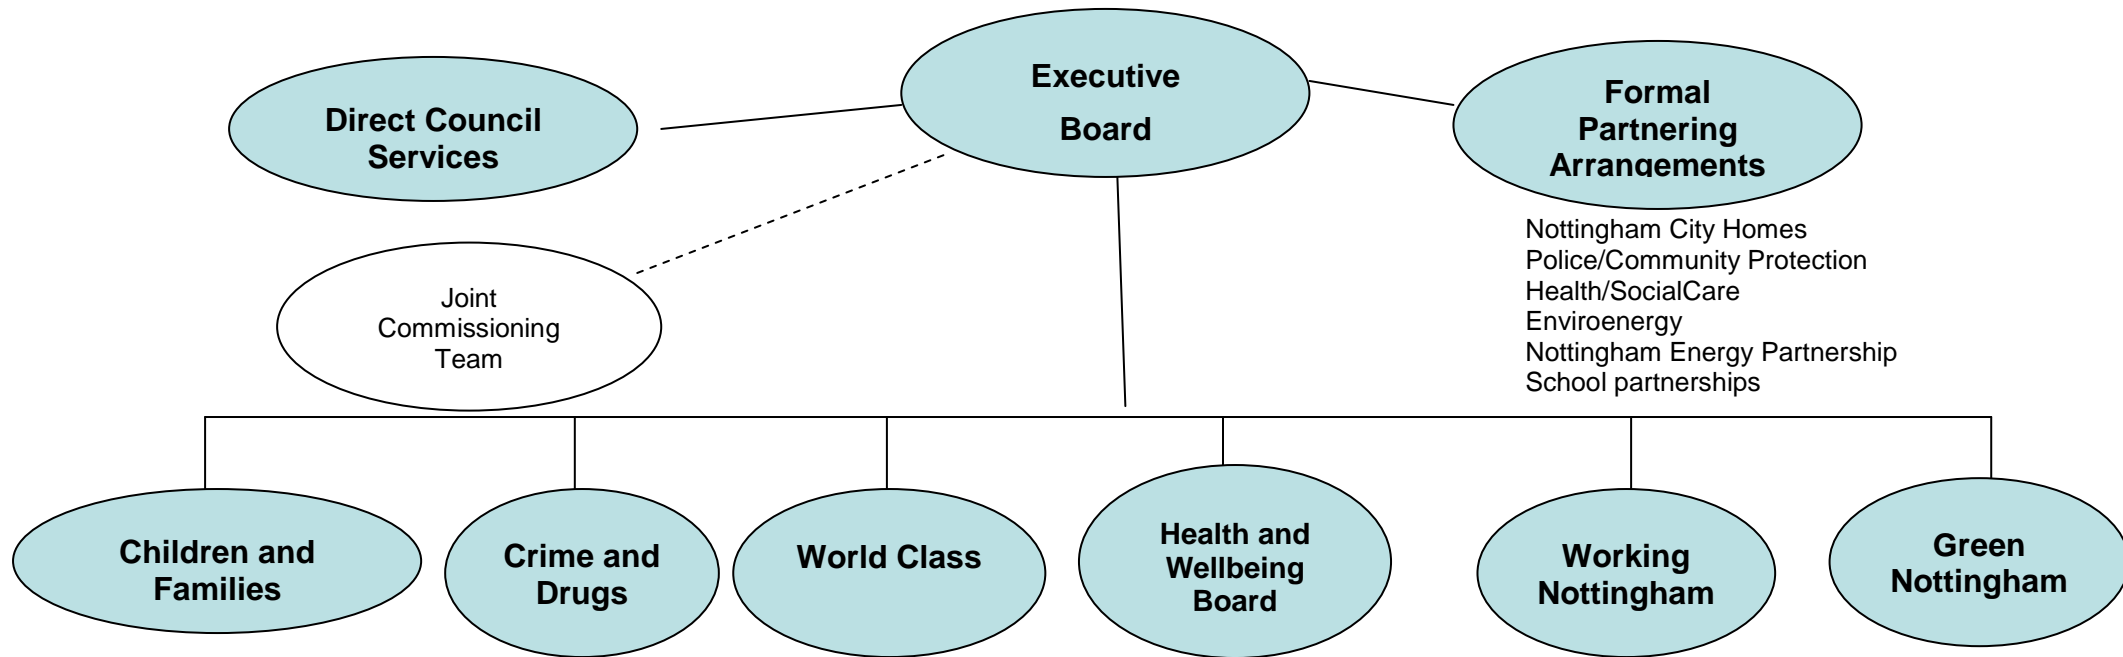 Executive
Board
Direct Council
Services
Formal
Partnering
Arrangements
Nottingham City Homes
Police/Community Protection
Health/SocialCare
Enviroenergy
Nottingham Energy Partnership
School partnerships
Joint
Commissioning
Team
Children and
Families
Crime and
Drugs
World Class
Health and
Wellbeing
Board
Working
Nottingham
Green
Nottingham